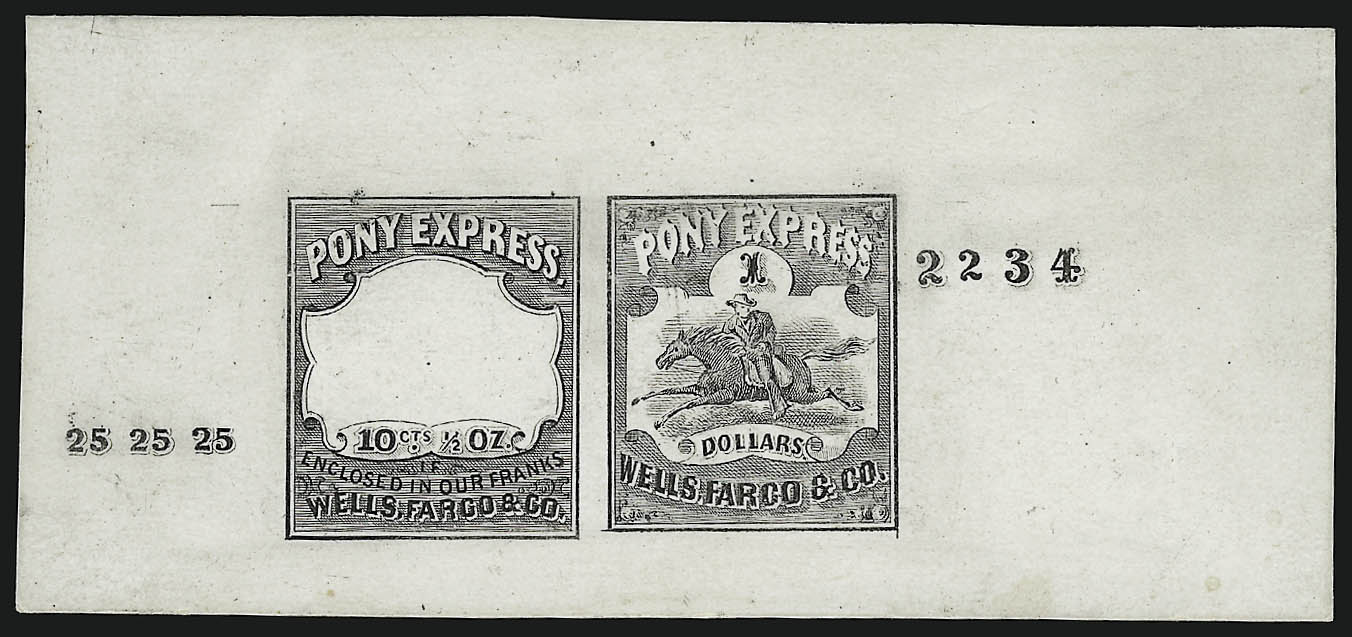 PONY EXPRESS.
10 CTS. ½ OZ.
IF
ENCLOSED IN OUR FRANKS
WELLS, FARGO & CO.
25 25 25
PONY EXPRESS
DOLLARS.
WELLS, FARGO & CO.
2 2 3 4